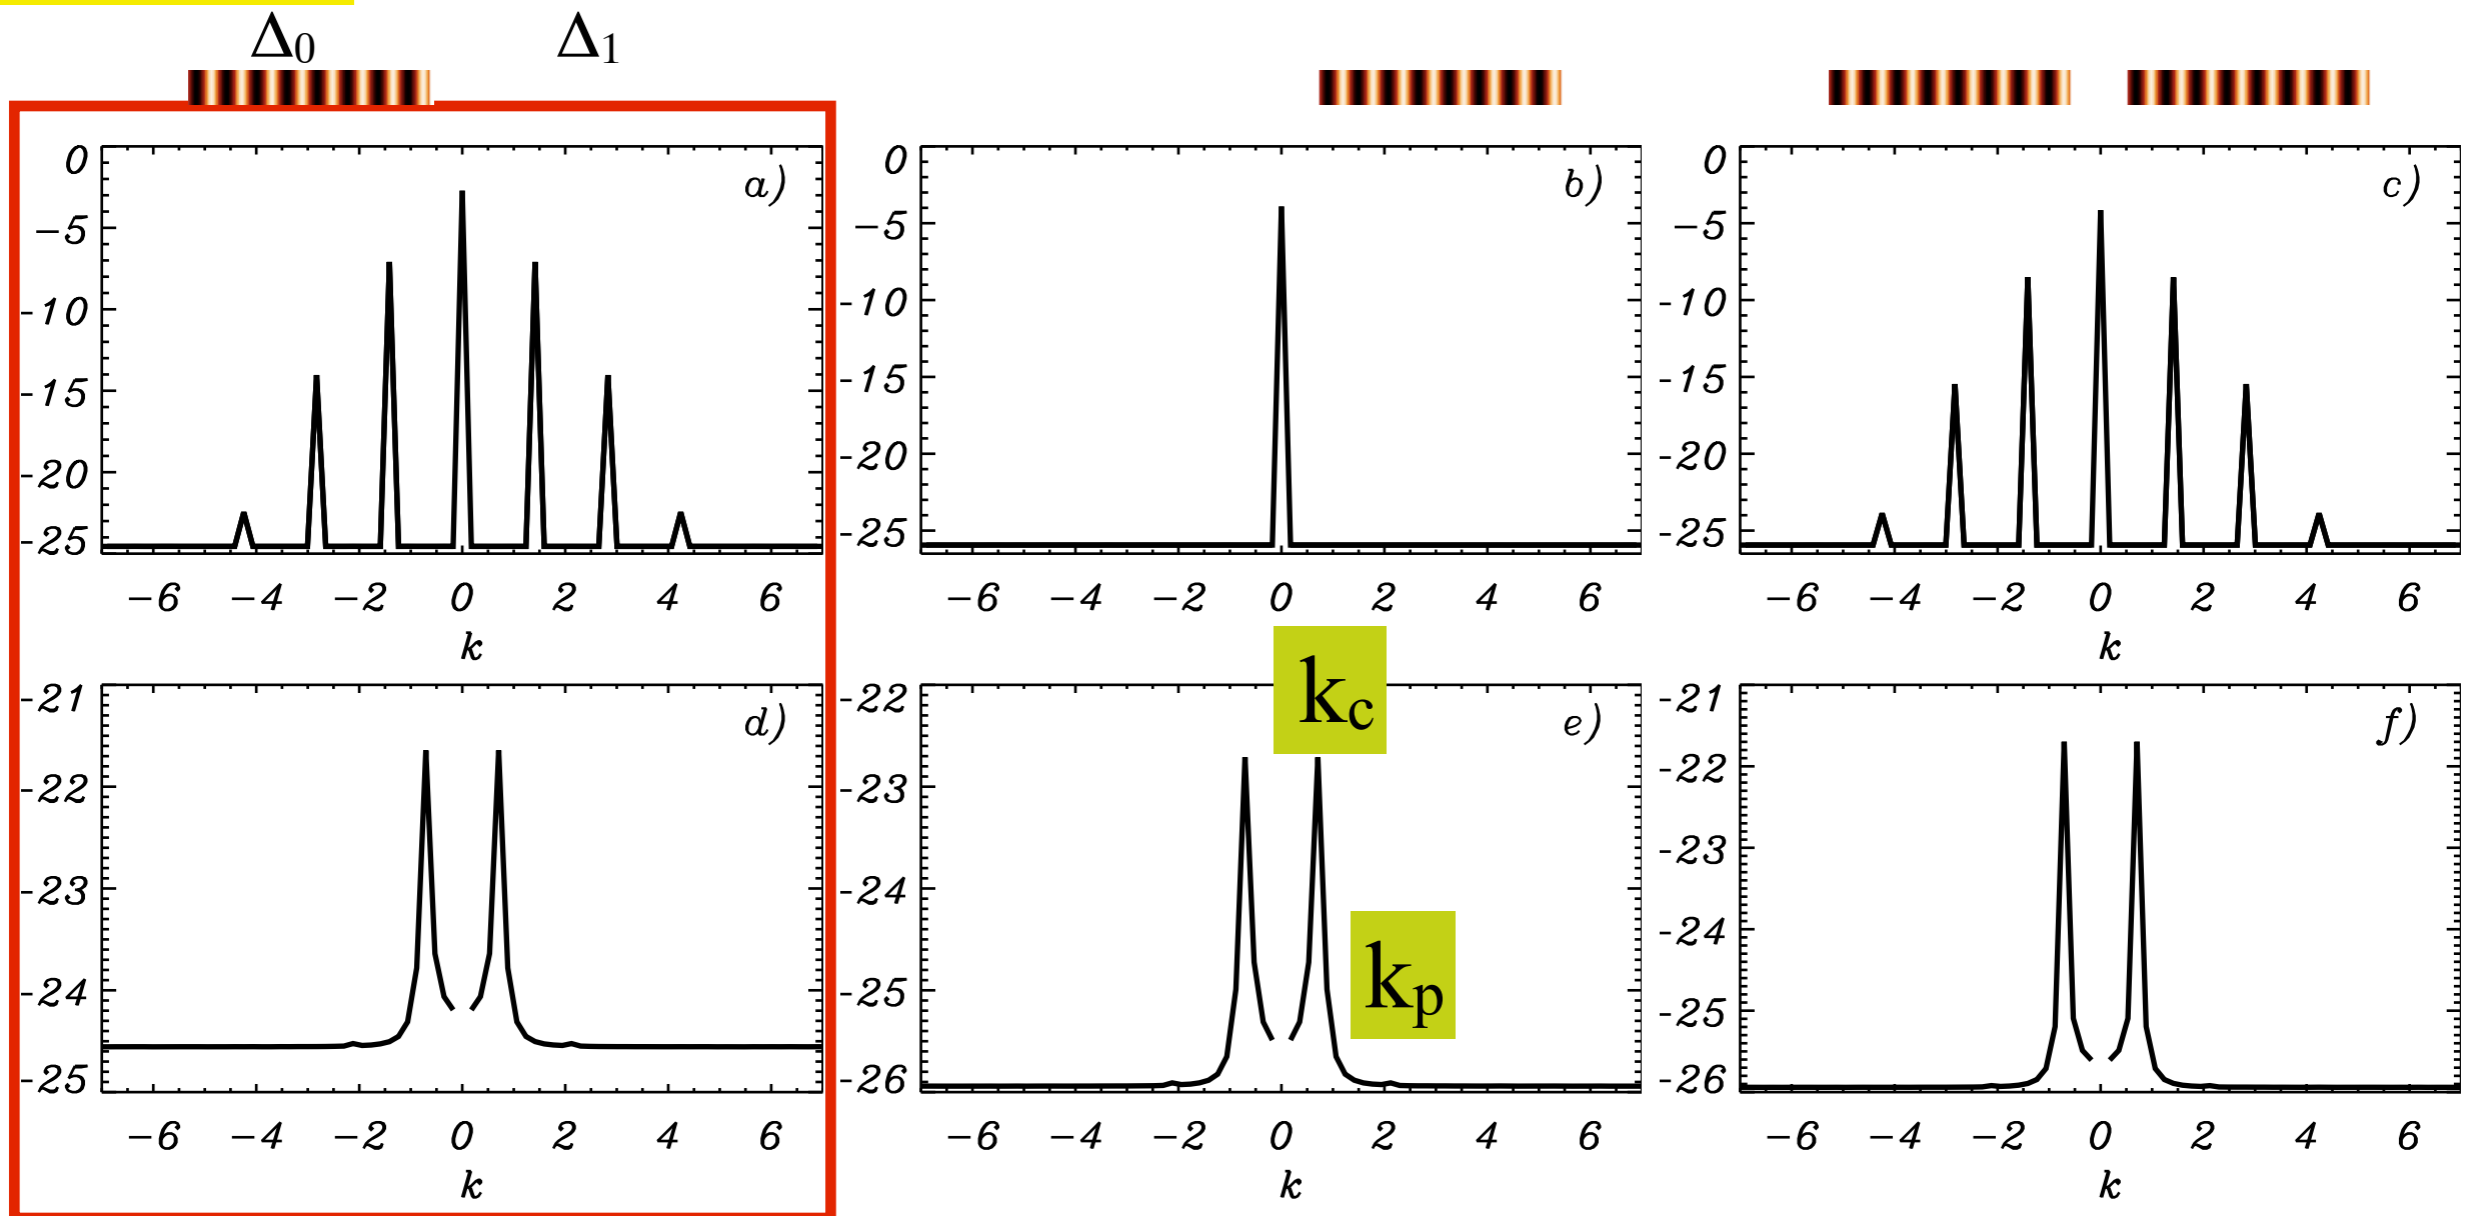 Δ0 Δ1
0 0 0
a) b) c)
-5 -5 -5
-10 -10 -10
-15 -15 -15
-20 -20 -20
-25 -25 -25
-6 -4 -2 0 2 4 6 -6 -4 -2 0 2 4 6 -6 -4 -2 0 2 4 6
k k
kc
-21 -22 -21
d) e) f)
-22 -23 -22
-23 -24 -23
-24 -25 -24
-25 -26 -25
-26
kp
-6 -4 -2 0 2 4 6 -6 -4 -2 0 2 4 6 -6 -4 -2 0 2 4 6
k k k